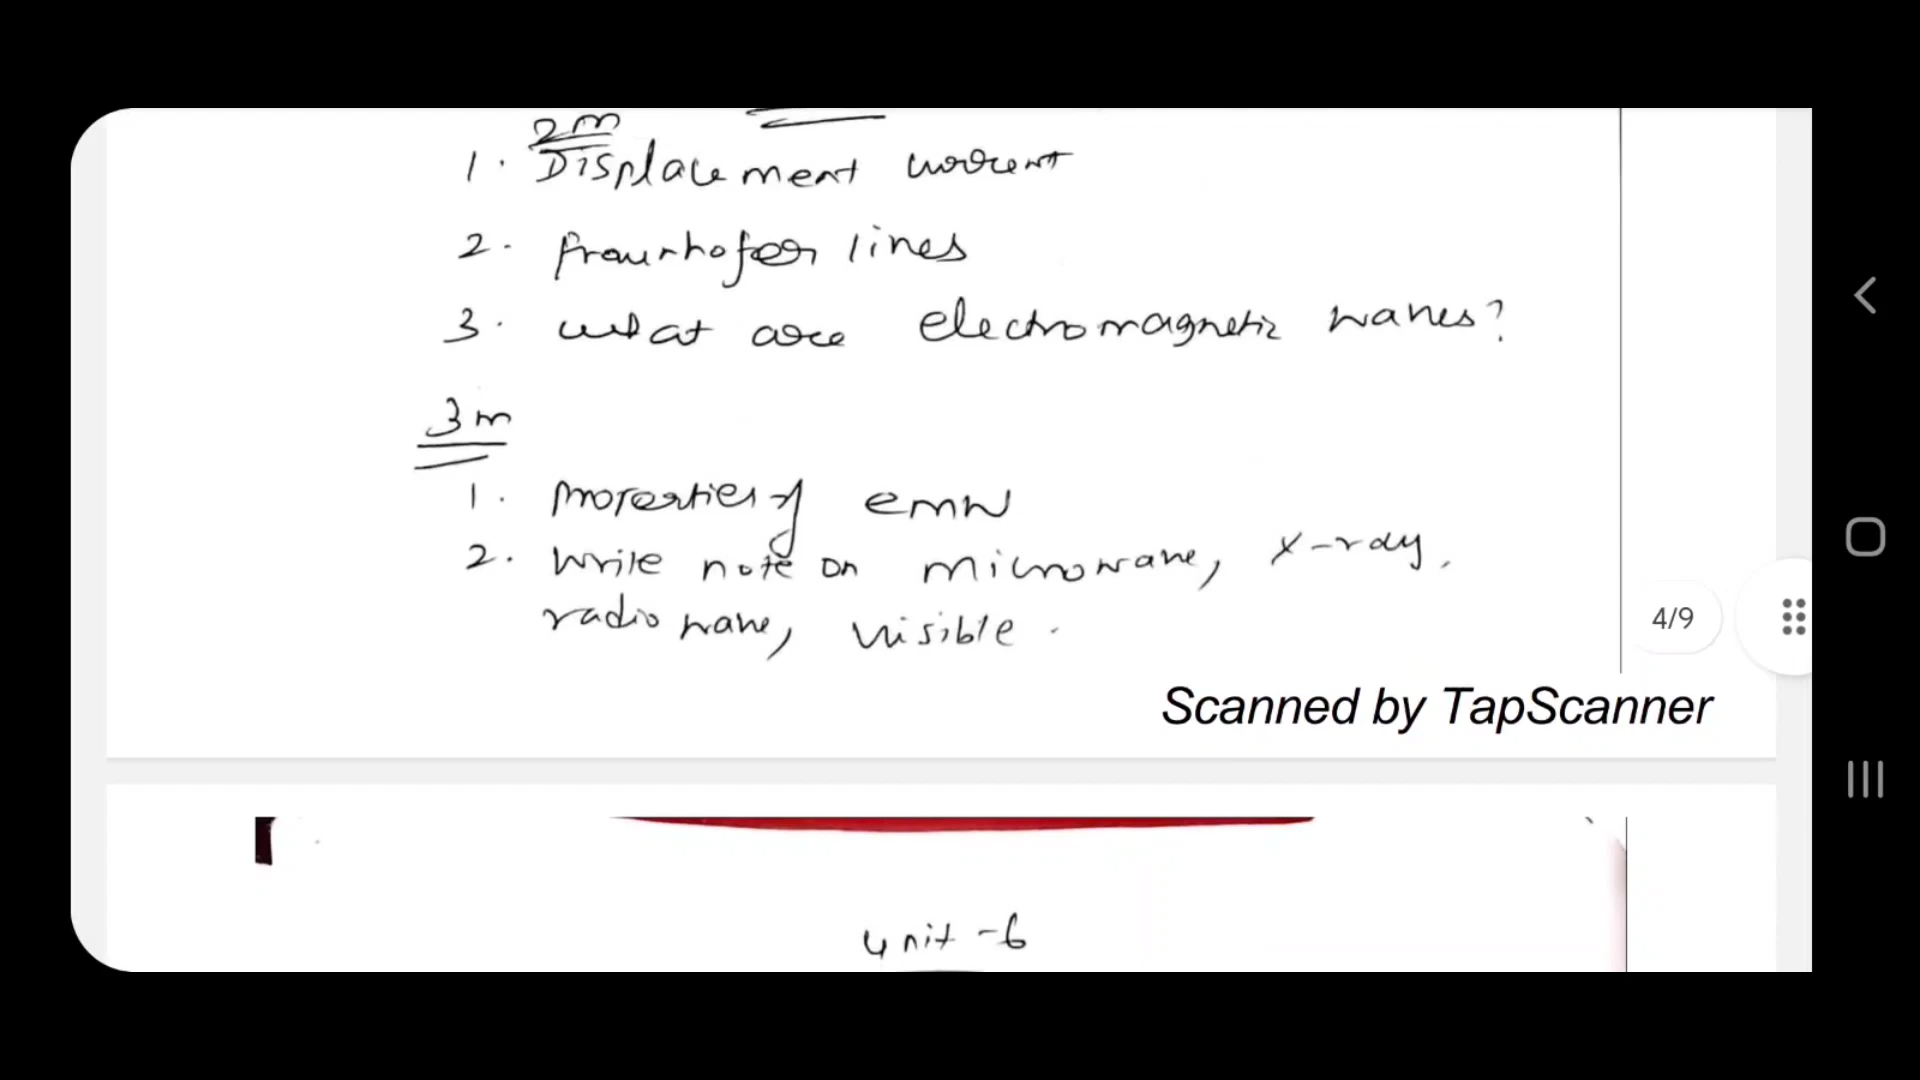 2m
1. Displacement current
2. fraunhofer lines
3. what are electromagnetic waves?
3m
1. properties of emw
2. write note on microwave, x-ray,
radio wave, visible.
4/9
Scanned by TapScanner
unit -6